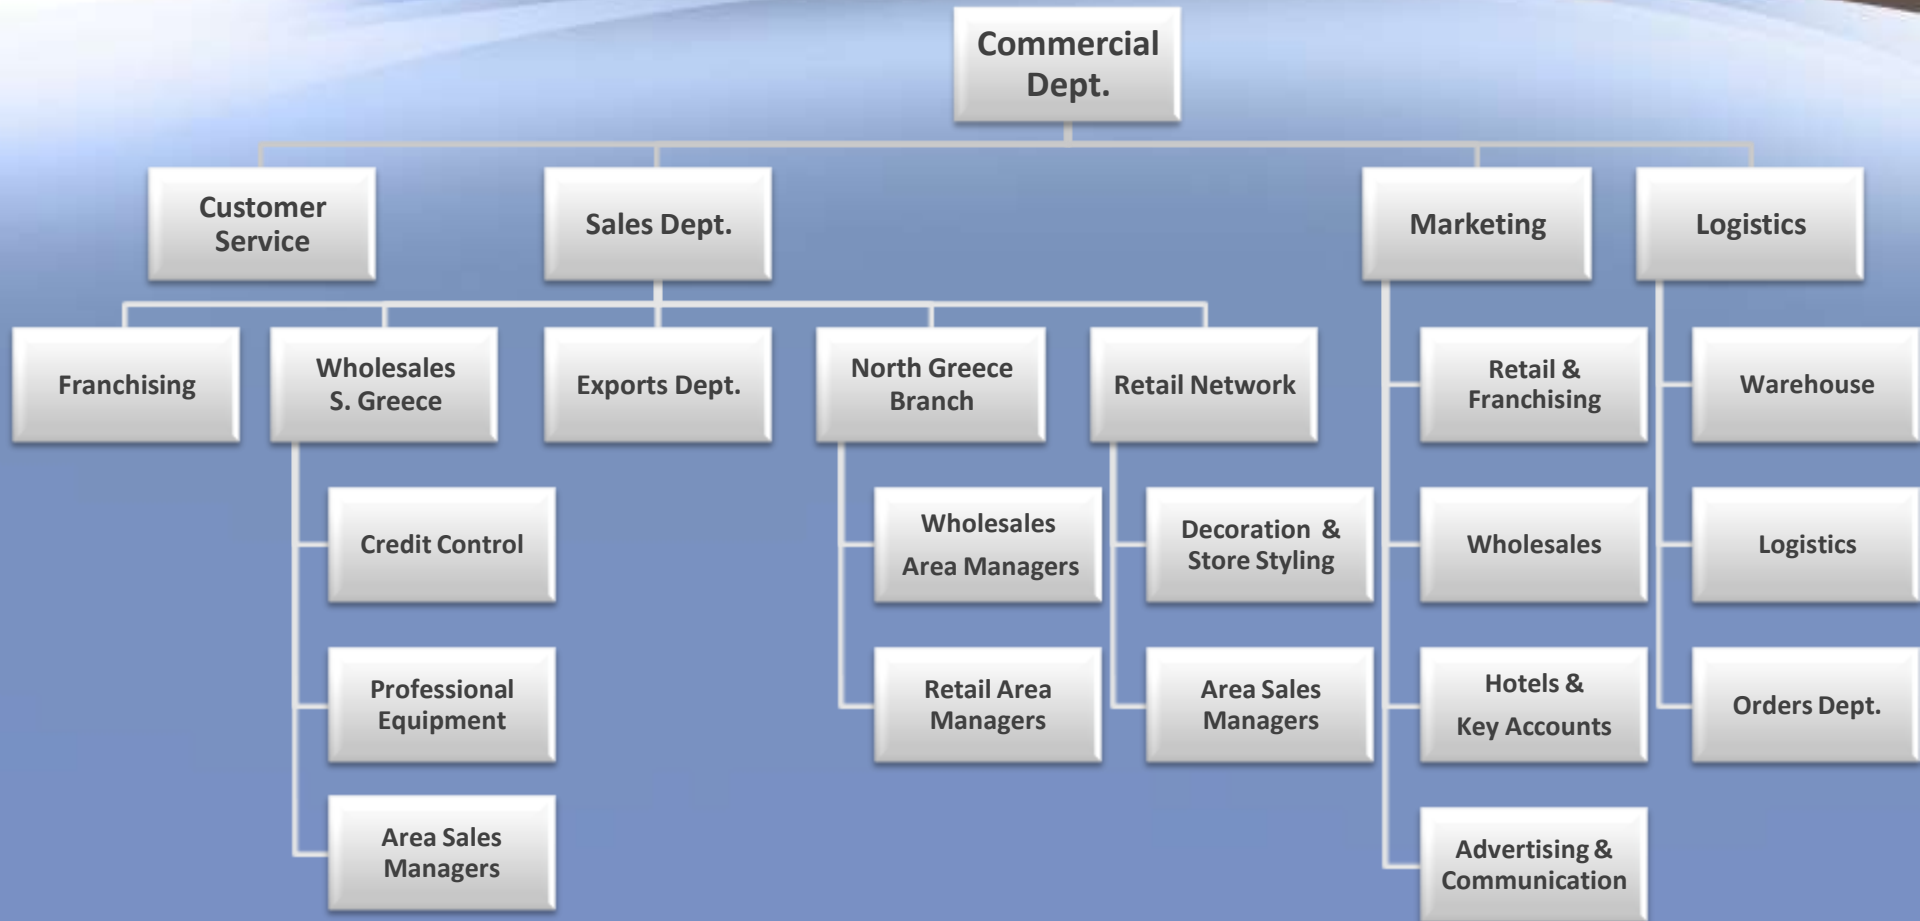 Commercial
Dept.
Customer
Service
Sales Dept.
Marketing
Logistics
Franchising
Wholesales
S. Greece
Exports Dept.
North Greece
Branch
Retail Network
Retail &
Franchising
Warehouse
Credit Control
Wholesales
Area Managers
Decoration &
Store Styling
Wholesales
Logistics
Professional
Equipment
Retail Area
Managers
Area Sales
Managers
Hotels &
Key Accounts
Orders Dept.
Area Sales
Managers
Advertising &
Communication